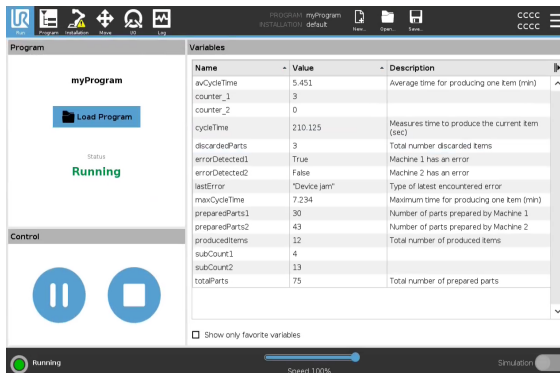 UR
Run
Program
Installation
Move
I/O
Log
PROGRAM myProgram
INSTALLATION default
New...
Open...
Save...
CCCC
CCCC
Program
myProgram
Load Program
Status
Running
Control
Variables
Name Value Description
avCycleTime 5.451 Average time for producing one item (min)
counter_1 3
counter_2 0
cycleTime 210.125 Measures time to produce the current item
(sec)
discardedParts 3 Total number discarded items
errorDetected1 True Machine 1 has an error
errorDetected2 False Machine 2 has an error
lastError "Device jam" Type of latest encountered error
maxCycleTime 7.234 Maximum time for producing one item (min)
preparedParts1 30 Number of parts prepared by Machine 1
preparedParts2 43 Number of parts prepared by Machine 2
producedItems 12 Total number of produced items
subCount1 4
subCount2 13
totalParts 75 Total number of prepared parts
Show only favorite variables
Running
Speed 100%
Simulation